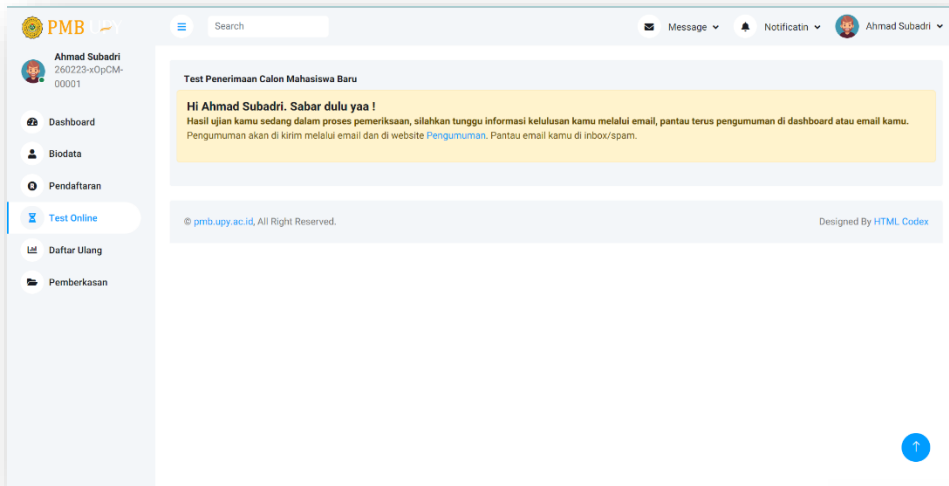 PMB UPY
Search
Message
Notificatin
Ahmad Subadri
Ahmad Subadri
260223-xOpCM-
00001
Dashboard
Biodata
Pendaftaran
Test Online
Daftar Ulang
Pemberkasan
Test Penerimaan Calon Mahasiswa Baru
Hi Ahmad Subadri. Sabar dulu yaa !
Hasil ujian kamu sedang dalam proses pemeriksaan, silahkan tunggu informasi kelulusan kamu melalui email, pantau terus pengumuman di dashboard atau email kamu.
Pengumuman akan di kirim melalui email dan di website Pengumuman. Pantau email kamu di inbox/spam.
© pmb.upy.ac.id, All Right Reserved.
Designed By HTML Codex